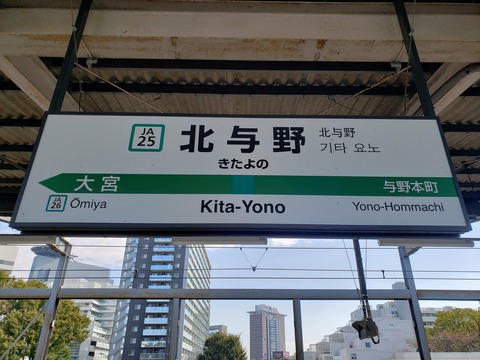 JA
25
北与野
北与野
기타 요노
きたよの
大宮
与野本町
JA
26
Ōmiya
Kita-Yono
Yono-Hommachi